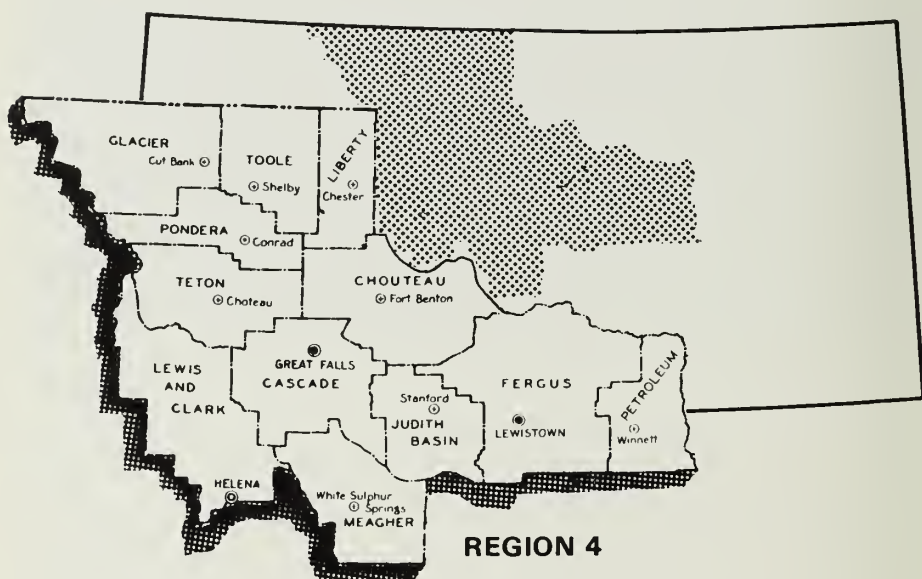 GLACIER
Cut Bank
TOOLE
Shelby
LIBERTY
Chester
PONDERA
Conrad
TETON
Choteau
CHOUTEAU
Fort Benton
LEWIS
AND
CLARK
GREAT FALLS
CASCADE
Stanford
JUDITH
BASIN
FERGUS
LEWISTOWN
PETROLEUM
Winnett
HELENA
White Sulphur
Springs
MEAGHER
REGION 4